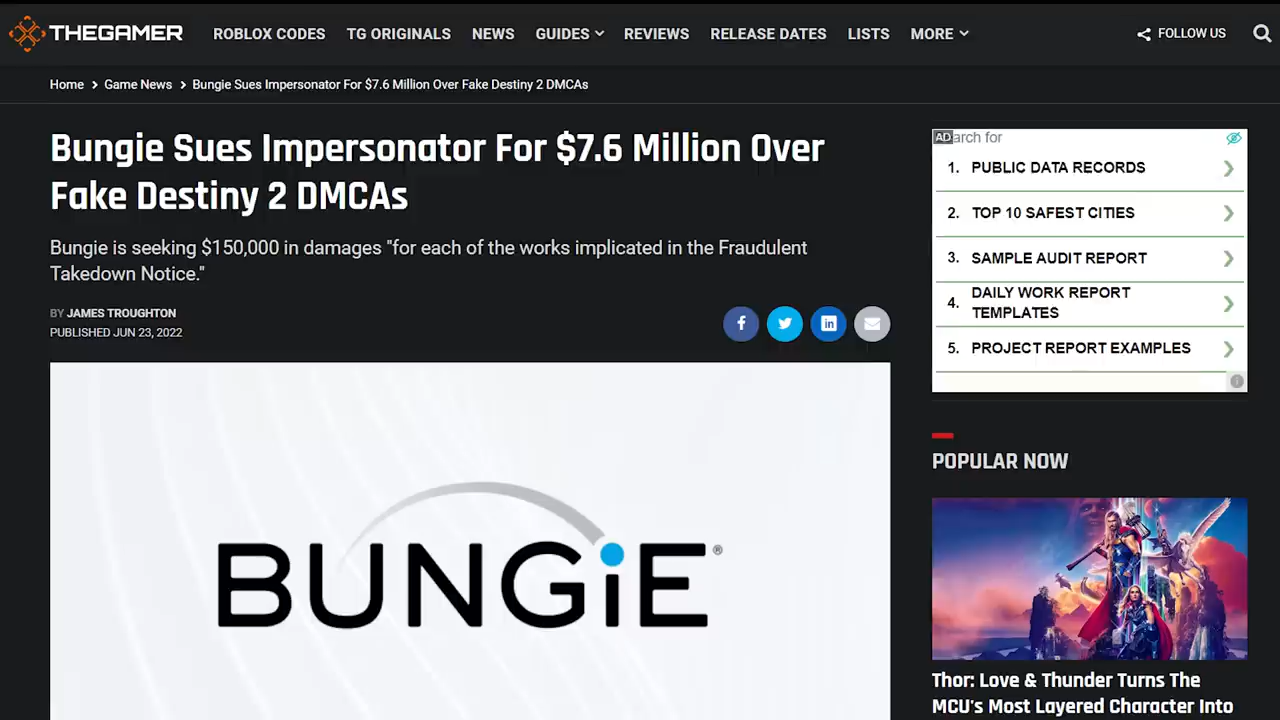 THEGAMER
ROBLOX CODES
TG ORIGINALS
NEWS
GUIDES
REVIEWS
RELEASE DATES
LISTS
MORE
FOLLOW US
Home > Game News > Bungie Sues Impersonator For $7.6 Million Over Fake Destiny 2 DMCAs
Bungie Sues Impersonator For $7.6 Million Over
Fake Destiny 2 DMCAs
Bungie is seeking $150,000 in damages "for each of the works implicated in the Fraudulent
Takedown Notice."
BY JAMES TROUGHTON
PUBLISHED JUN 23, 2022
BUNGiE®
AD
arch for
1. PUBLIC DATA RECORDS
2. TOP 10 SAFEST CITIES
3. SAMPLE AUDIT REPORT
4. DAILY WORK REPORT
TEMPLATES
5. PROJECT REPORT EXAMPLES
POPULAR NOW
Thor: Love & Thunder Turns The
MCU's Most Layered Character Into